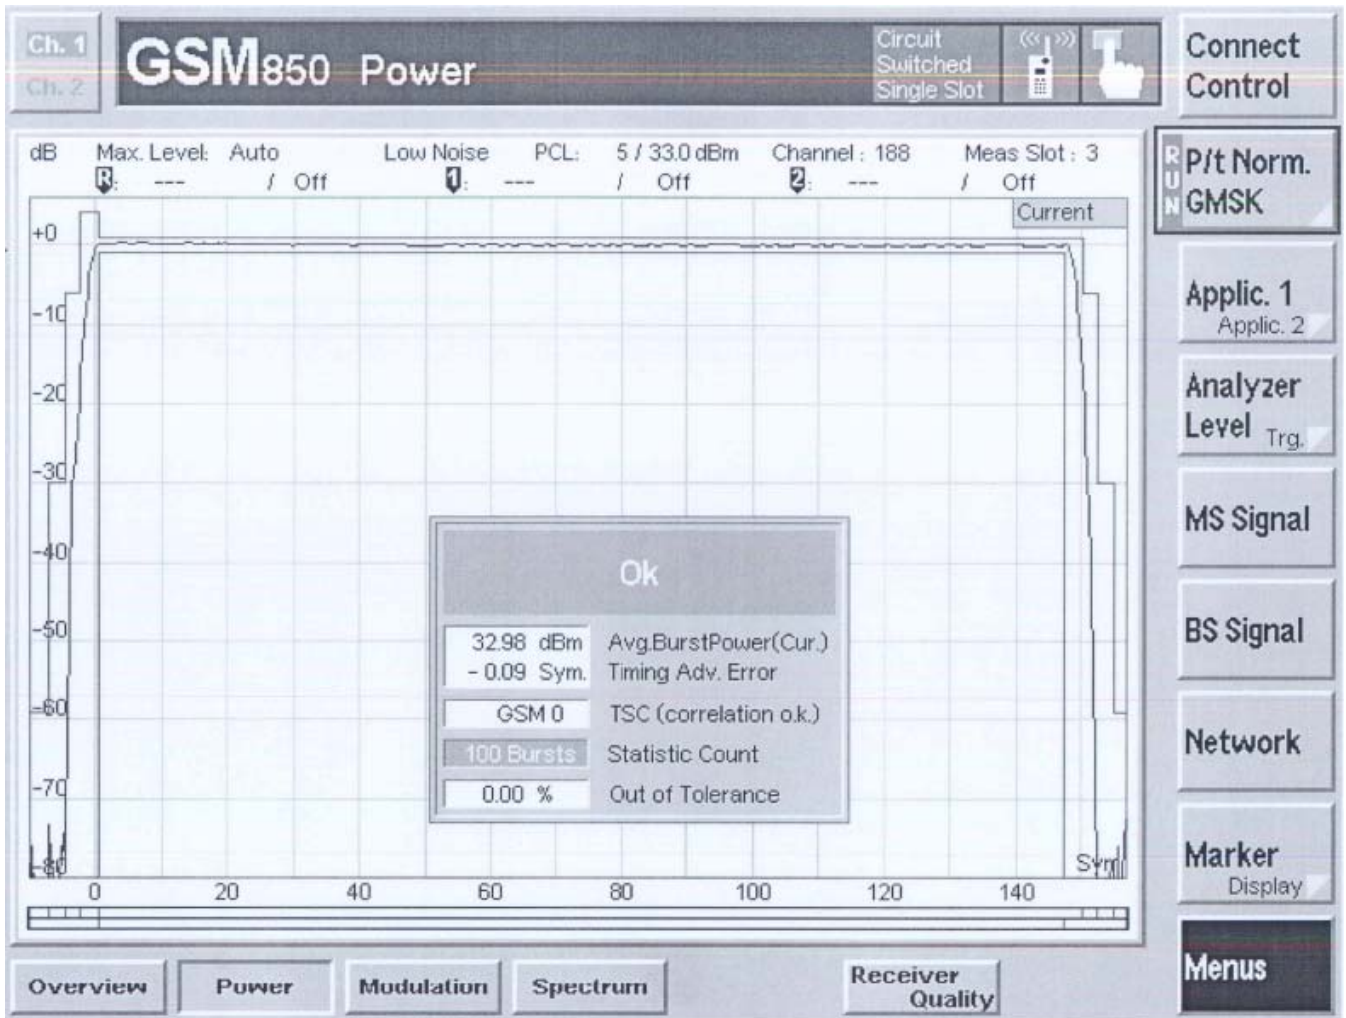 Ch. 1
Ch. 2
GSM850 Power
Circuit
Switched
Single Slot
Connect
Control
dB Max. Level: Auto Low Noise PCL: 5 / 33.0 dBm Channel : 188 Meas Slot : 3
R: --- / Off 1: --- / Off 2: --- / Off
Current
RUN
P/t Norm.
GMSK
Applic. 1
Applic. 2
Analyzer
Level Trg.
MS Signal
BS Signal
Network
Marker
Display
Menus
+0
-10
-20
-30
-40
-50
-60
-70
-80
Ok
32.98 dBm Avg.BurstPower(Cur.)
- 0.09 Sym. Timing Adv. Error
GSM 0 TSC (correlation o.k.)
100 Bursts Statistic Count
0.00 % Out of Tolerance
Sym
0 20 40 60 80 100 120 140
Overview Power Modulation Spectrum Receiver Quality